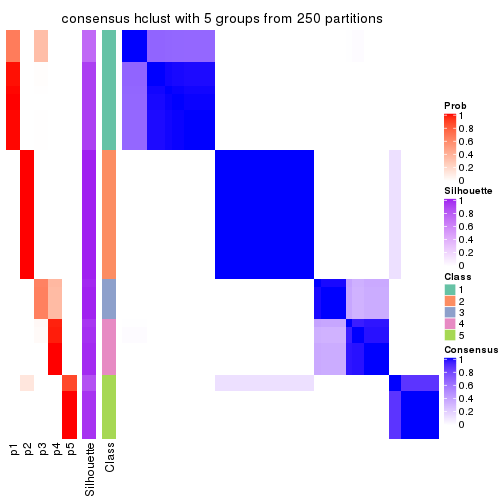 consensus hclust with 5 groups from 250 partitions
Prob
1
0.8
0.6
0.4
0.2
0
Silhouette
1
0.8
0.6
0.4
0.2
0
Class
1
2
3
4
5
Consensus
1
0.8
0.6
0.4
0.2
0
p1
p2
p3
p4
p5
Silhouette
Class